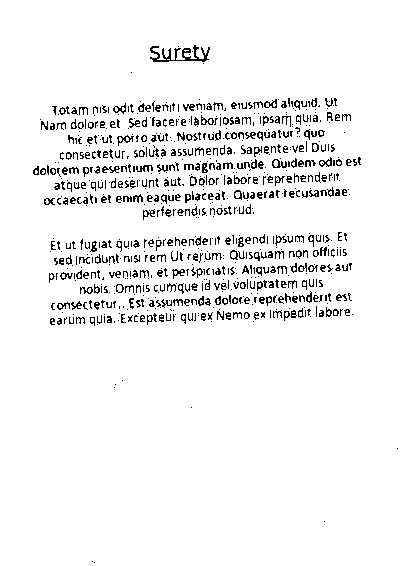 Surety
Totam nisi odit deleniti veniam, eiusmod aliquid. Ut
Nam dolore et Sed facere laboriosam, ipsam quia. Rem
hic et ut porro aut. Nostrud consequatur? quo
consectetur, soluta assumenda. Sapiente vel Duis
dolorem praesentium sunt magnam unde. Quidem odio est
atque qui deserunt aut. Dolor labore reprehenderit
occaecati et enim eaque placeat. Quaerat recusandae
perferendis nostrud.
Et ut fugiat quia reprehenderit eligendi ipsum quis. Et
sed incidunt nisi rem Ut rerum. Quisquam non officiis
provident, veniam, et perspiciatis. Aliquam dolores aut
nobis. Omnis cumque id vel voluptatem quis
consectetur. Est assumenda dolore reprehenderit est
earum quia. Excepteur qui ex Nemo ex impedit labore.